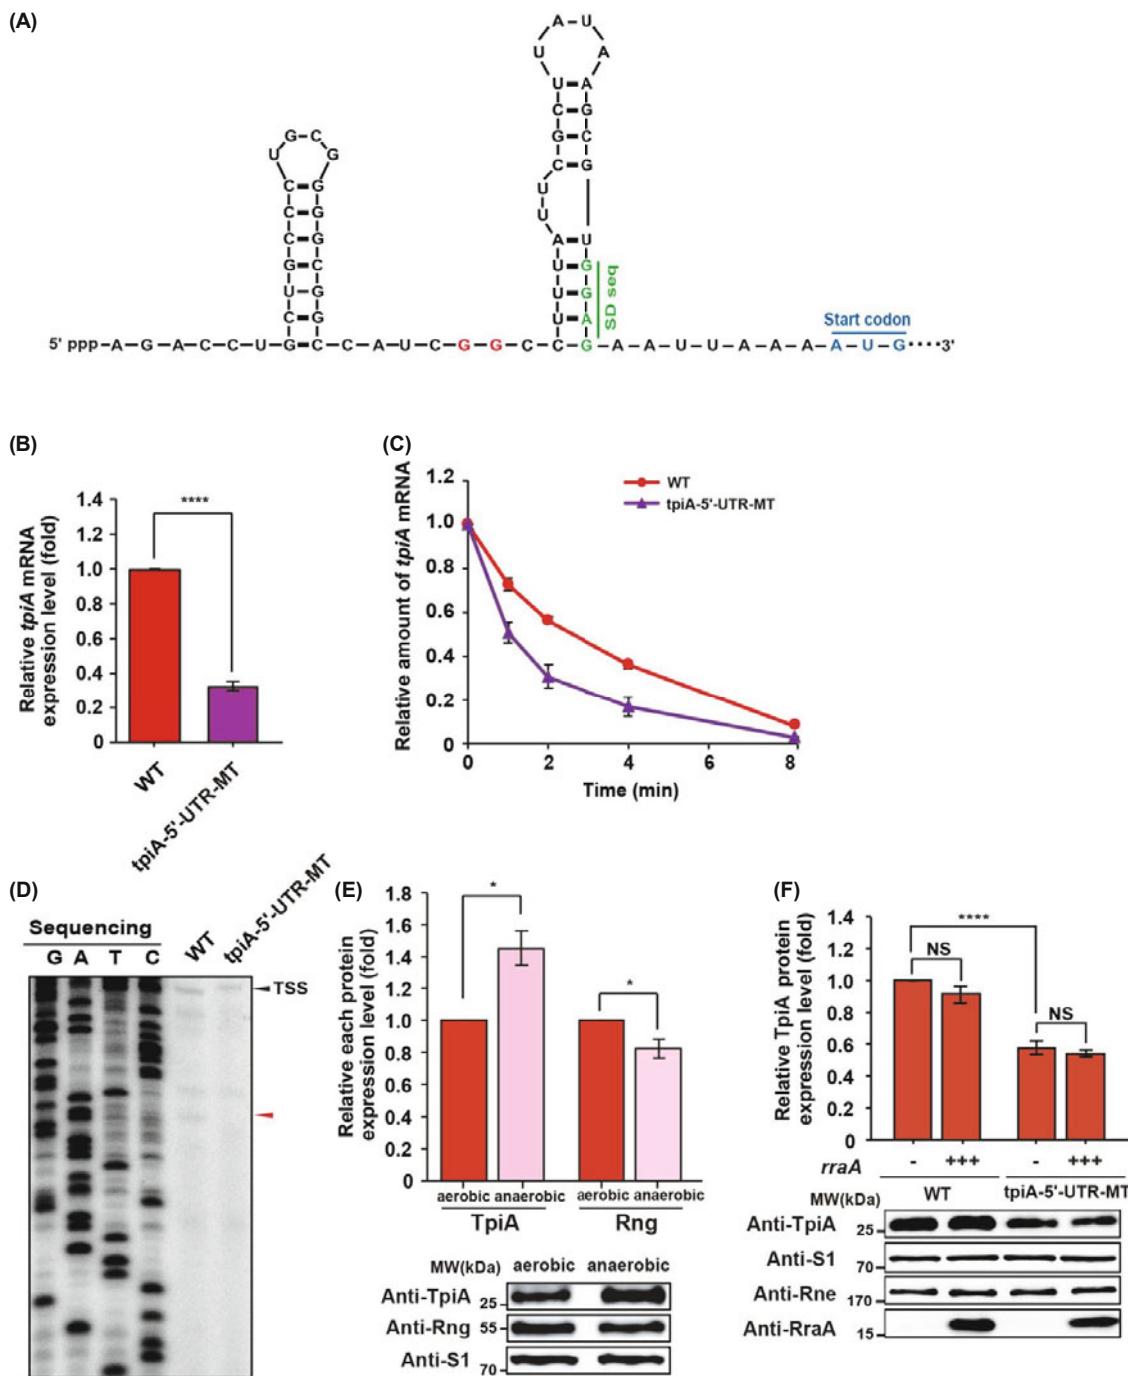 (A)
U G C G U
G G G G C G G
C C C G U C
A U A A U U
U C G C U U A
A G C G U
G G A
SD seq
Start codon
5' ppp–A–G–A–C–C–U–G–C–C–A–U–C–G–G–C–C–G–A–A–U–U–A–A–A–A–U–G····3'
(B)
Relative tpiA mRNA
expression level (fold)
1.4
1.2
1.0
0.8
0.6
0.4
0.2
0
WT
tpiA-5'-UTR-MT
****
(C)
Relative amount of tpiA mRNA
1.2
1.0
0.8
0.6
0.4
0.2
0
0 2 4 6 8
Time (min)
WT
tpiA-5'-UTR-MT
(D)
Sequencing
G A T C
WT
tpiA-5'-UTR-MT
TSS
(E)
Relative each protein
expression level (fold)
1.8
1.6
1.4
1.2
1.0
0.8
0.6
0.4
0.2
0
*
*
aerobic anaerobic aerobic anaerobic
TpiA Rng
MW(kDa) aerobic anaerobic
Anti-TpiA 25
Anti-Rng 55
Anti-S1 70
(F)
Relative TpiA protein
expression level (fold)
1.4
1.2
1.0
0.8
0.6
0.4
0.2
0
****
NS
NS
rraA - +++ - +++
MW(kDa) WT tpiA-5'-UTR-MT
Anti-TpiA 25
Anti-S1 70
Anti-Rne 170
Anti-RraA 15